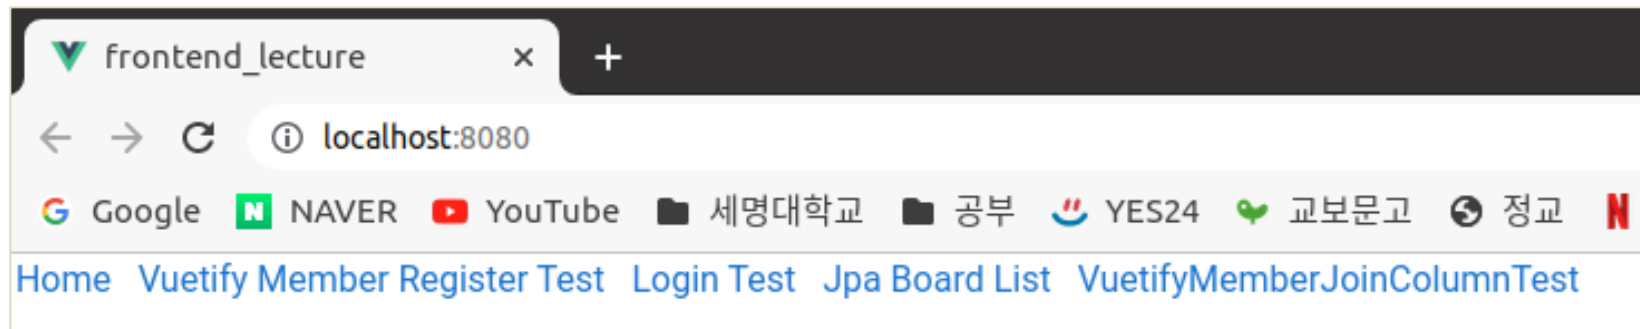 frontend_lecture
localhost:8080
Google NAVER YouTube 세명대학교 공부 YES24 교보문고 정교
Home Vuetify Member Register Test Login Test Jpa Board List VuetifyMemberJoinColumnTest